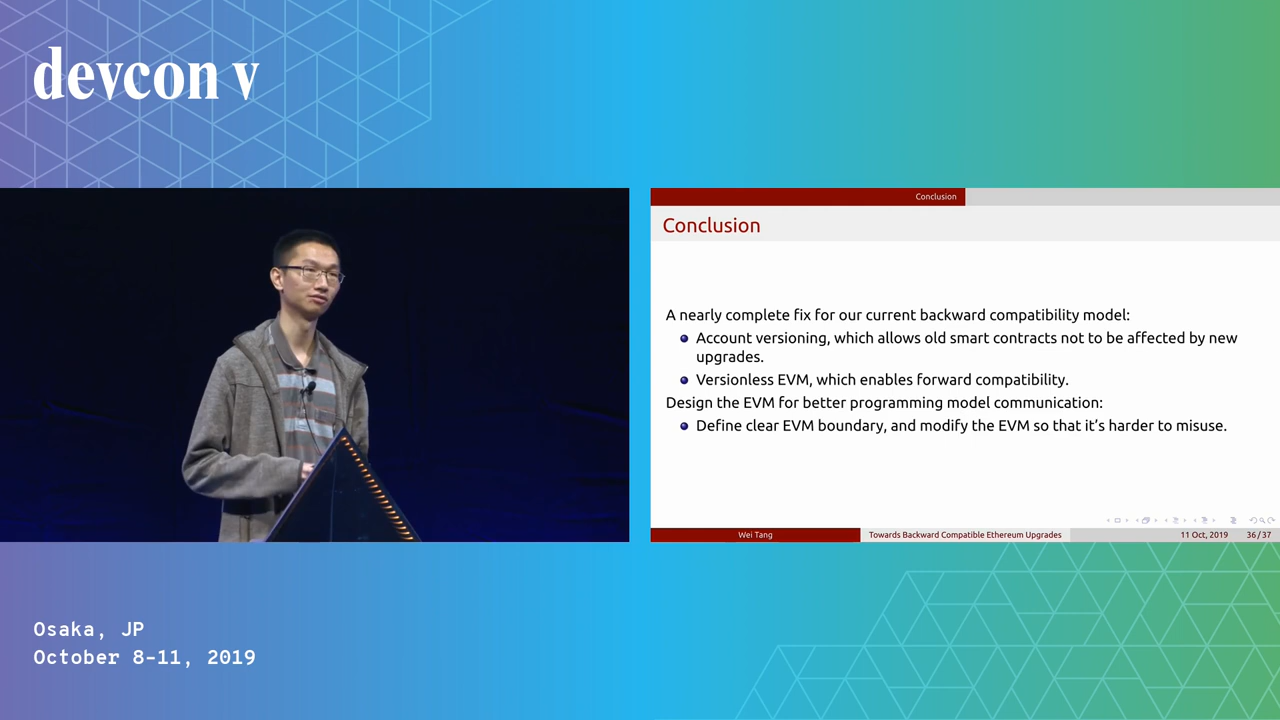 devcon v
Conclusion
Conclusion
A nearly complete fix for our current backward compatibility model:
Account versioning, which allows old smart contracts not to be affected by new
upgrades.
Versionless EVM, which enables forward compatibility.
Design the EVM for better programming model communication:
Define clear EVM boundary, and modify the EVM so that it's harder to misuse.
Wei Tang
Towards Backward Compatible Ethereum Upgrades
11 Oct, 2019
36/37
Osaka, JP
October 8-11, 2019